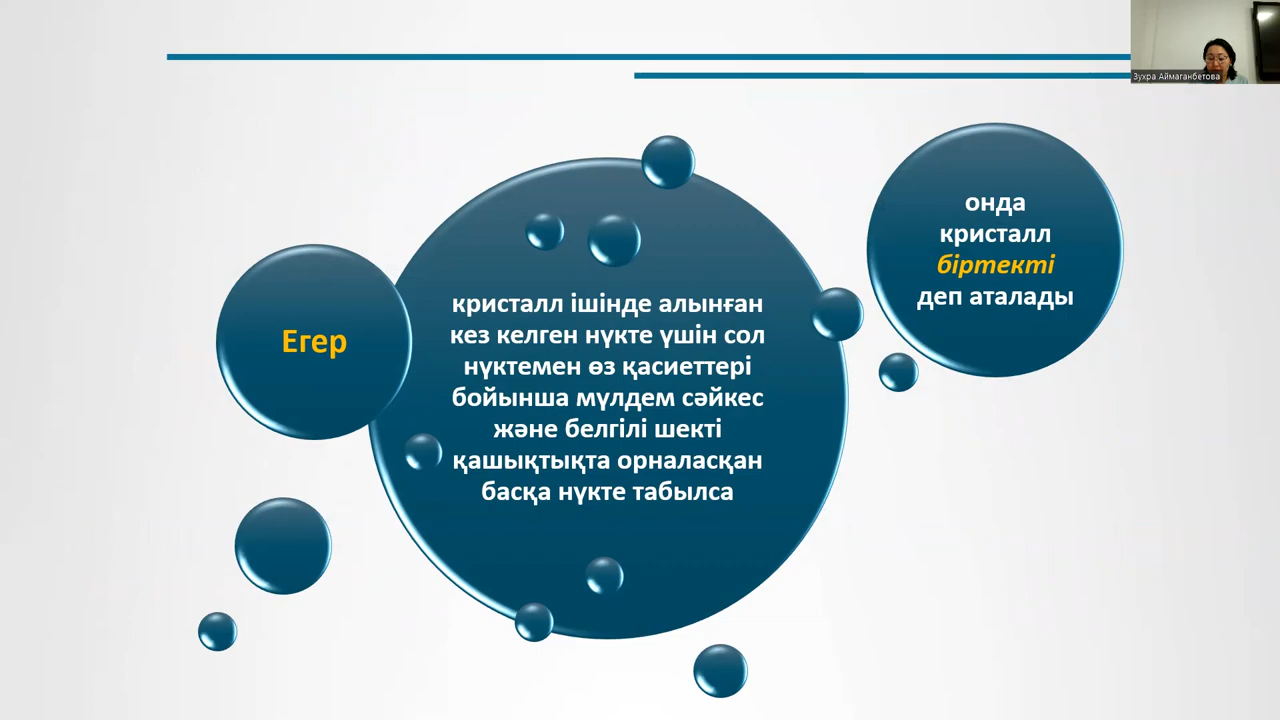 Зухра Аймаганбетова
Егер
кристалл ішінде алынған
кез келген нүкте үшін сол
нүктемен өз қасиеттері
бойынша мүлдем сәйкес
және белгілі шекті
қашықтықта орналасқан
басқа нүкте табылса
онда
кристалл
біртекті
деп аталады